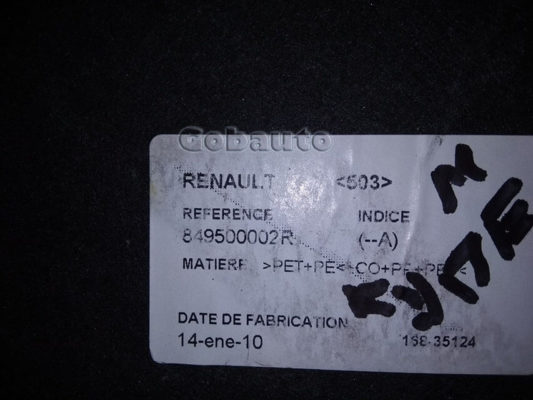 Gobauto
RENAULT <503>
REFERENCE INDICE
849500002R (--A)
MATIERE >PET+PE< >CO+PE+PE
DATE DE FABRICATION
14-ene-10 168-35124